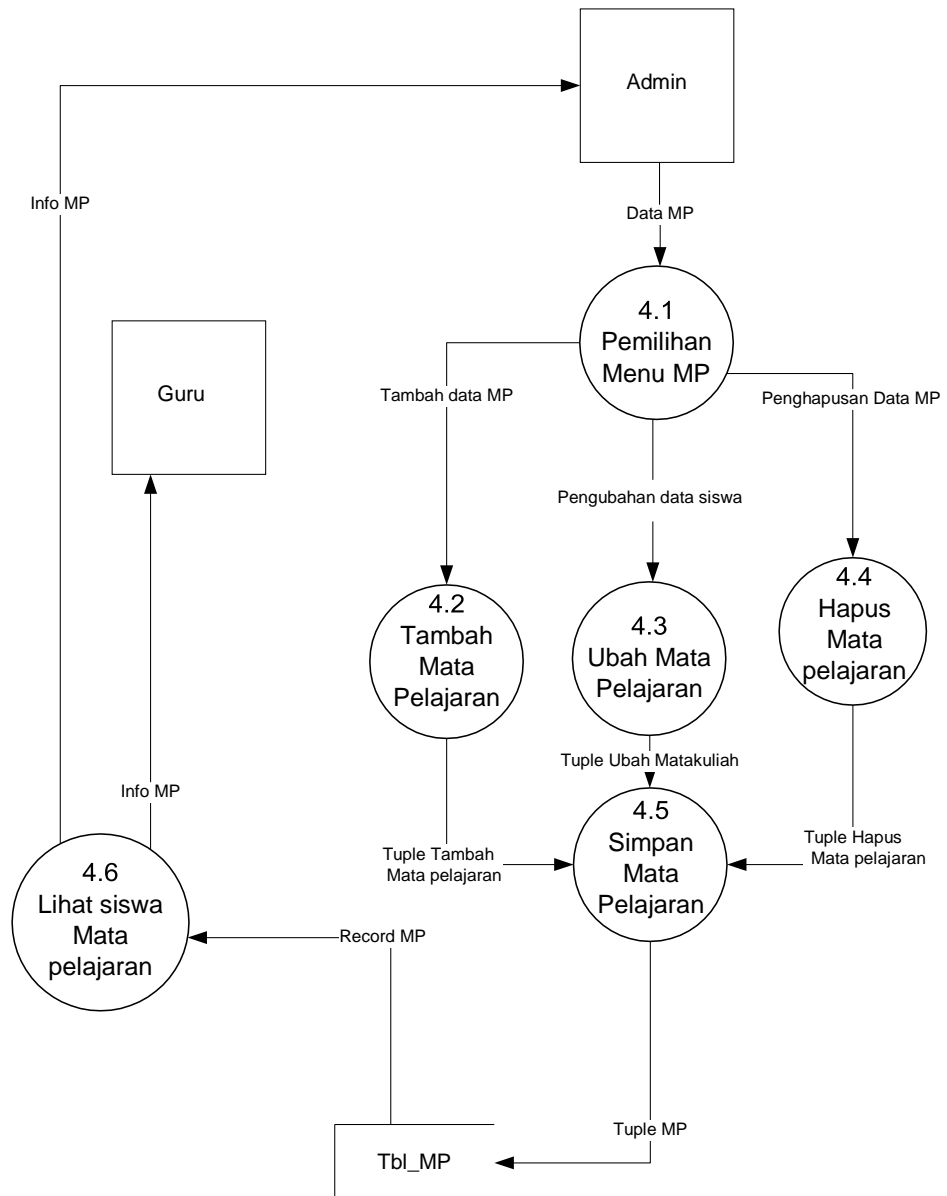 Admin
Info MP
Data MP
4.1
Pemilihan
Menu MP
Guru
Tambah data MP
Penghapusan Data MP
Pengubahan data siswa
4.2
Tambah
Mata
Pelajaran
4.3
Ubah Mata
Pelajaran
4.4
Hapus
Mata
pelajaran
Tuple Ubah Matakuliah
Info MP
4.5
Simpan
Mata
Pelajaran
Tuple Tambah
Mata pelajaran
Tuple Hapus
Mata pelajaran
4.6
Lihat siswa
Mata
pelajaran
Record MP
Tuple MP
Tbl_MP